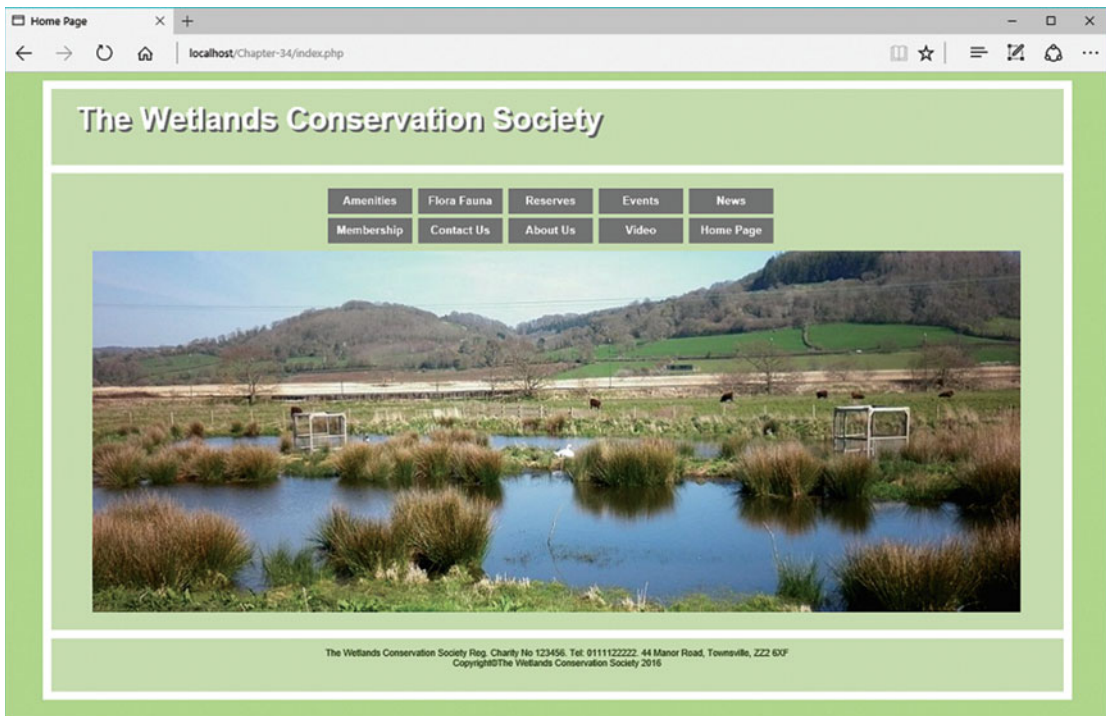 Home Page
localhost/Chapter-34/index.php
The Wetlands Conservation Society
Amenities Flora Fauna Reserves Events News
Membership Contact Us About Us Video Home Page
The Wetlands Conservation Society Reg. Charity No 123456. Tel: 0111122222. 44 Manor Road, Townsville, ZZ2 6XF
Copyright©The Wetlands Conservation Society 2016